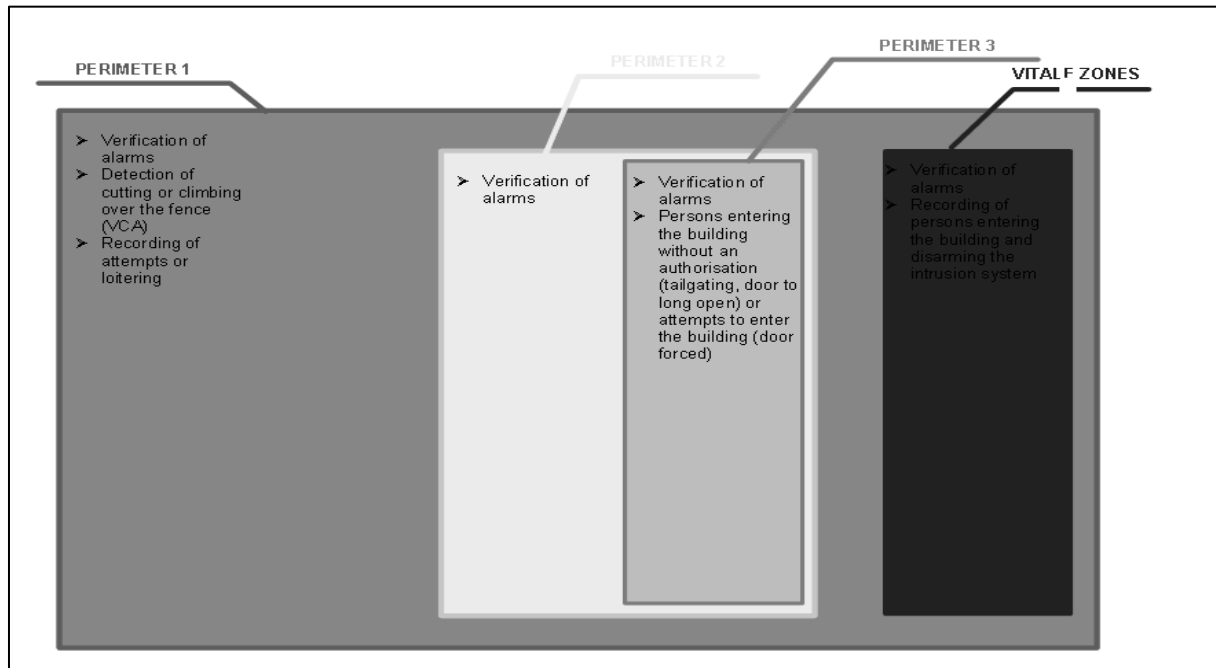 PERIMETER 1
PERIMETER 2
PERIMETER 3
VITALE ZONES
➤ Verification of
alarms
➤ Detection of
cutting or climbing
over the fence
(VCA)
➤ Recording of
attempts or
loitering
➤ Verification of
alarms
➤ Verification of
alarms
➤ Persons entering
the building
without an
authorisation
(tailgating, door to
long open) or
attempts to enter
the building (door
forced)
➤ Verification of
alarms
➤ Recording of
persons entering
the building and
disarming the
intrusion system